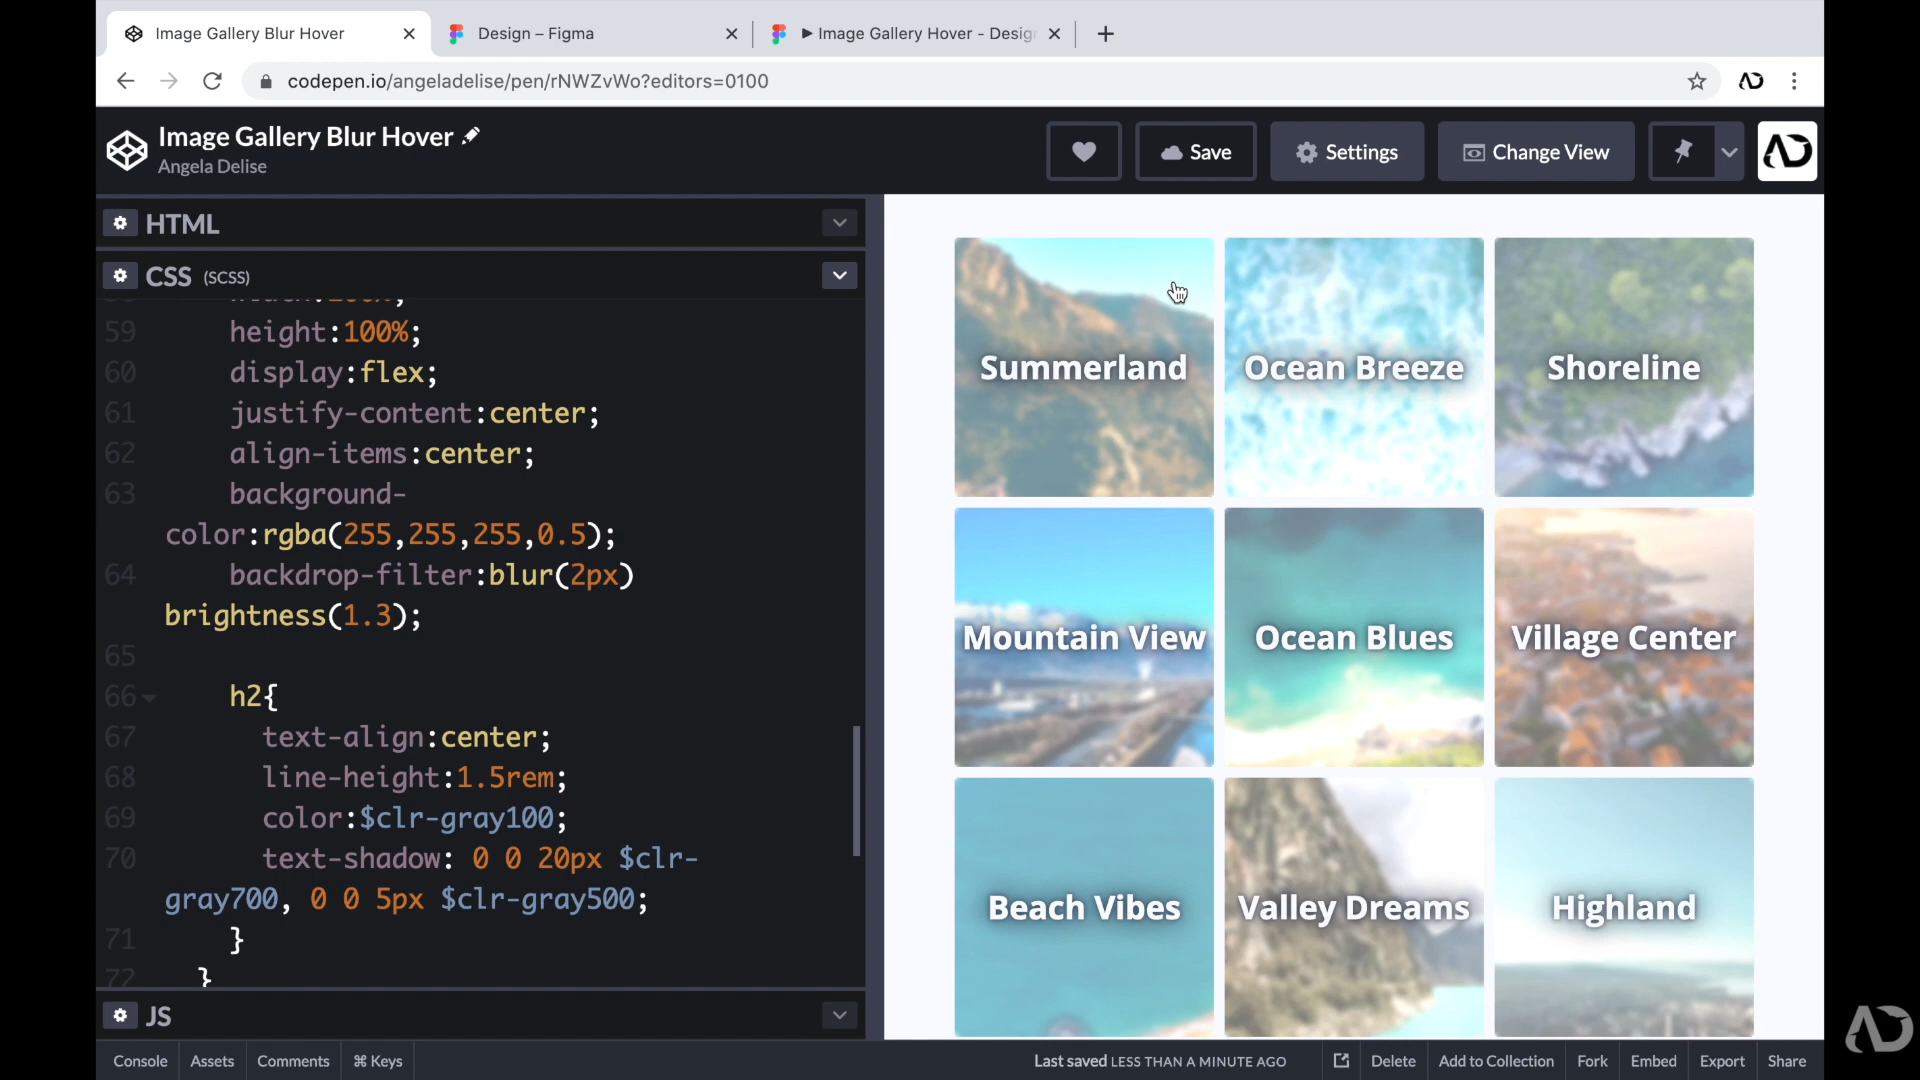 Image Gallery Blur Hover
Design – Figma
Image Gallery Hover - Desig
codepen.io/angeladelise/pen/rNWZvWo?editors=0100
Image Gallery Blur Hover
Angela Delise
Save
Settings
Change View
HTML
CSS (SCSS)
59 height:100%;
60 display:flex;
61 justify-content:center;
62 align-items:center;
63 background-
color:rgba(255,255,255,0.5);
64 backdrop-filter:blur(2px)
brightness(1.3);
65
66 h2{
67 text-align:center;
68 line-height:1.5rem;
69 color:$clr-gray100;
70 text-shadow: 0 0 20px $clr-
gray700, 0 0 5px $clr-gray500;
71 }
72 }
JS
Summerland
Ocean Breeze
Shoreline
Mountain View
Ocean Blues
Village Center
Beach Vibes
Valley Dreams
Highland
Console
Assets
Comments
⌘ Keys
Last saved LESS THAN A MINUTE AGO
Delete
Add to Collection
Fork
Embed
Export
Share